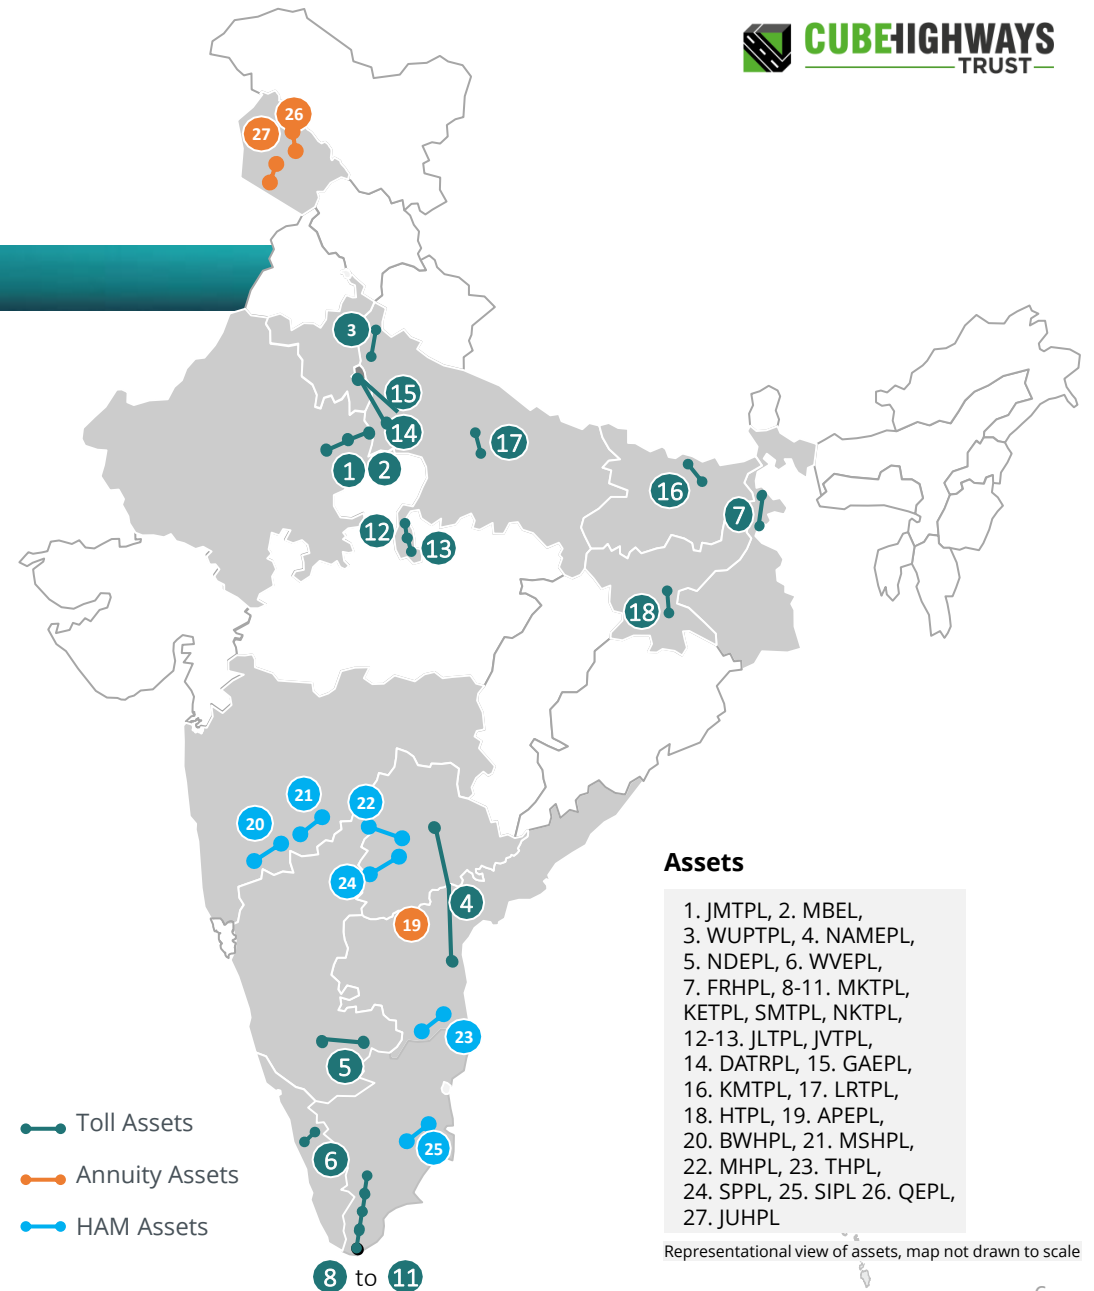 CUBEHIGHWAYS
TRUST
26
27
3
15
14
17
1 2
16
7
12
13
18
21
22
20
24
4
19
23
5
25
6
8 to 11
Toll Assets
Annuity Assets
HAM Assets
Assets
1. JMTPL, 2. MBEL,
3. WUPTPL, 4. NAMEPL,
5. NDEPL, 6. WVEPL,
7. FRHPL, 8-11. MKTPL,
KETPL, SMTPL, NKTPL,
12-13. JLTPL, JVTPL,
14. DATRPL, 15. GAEPL,
16. KMTPL, 17. LRTPL,
18. HTPL, 19. APEPL,
20. BWHPL, 21. MSHPL,
22. MHPL, 23. THPL,
24. SPPL, 25. SIPL 26. QEPL,
27. JUHPL
Representational view of assets, map not drawn to scale